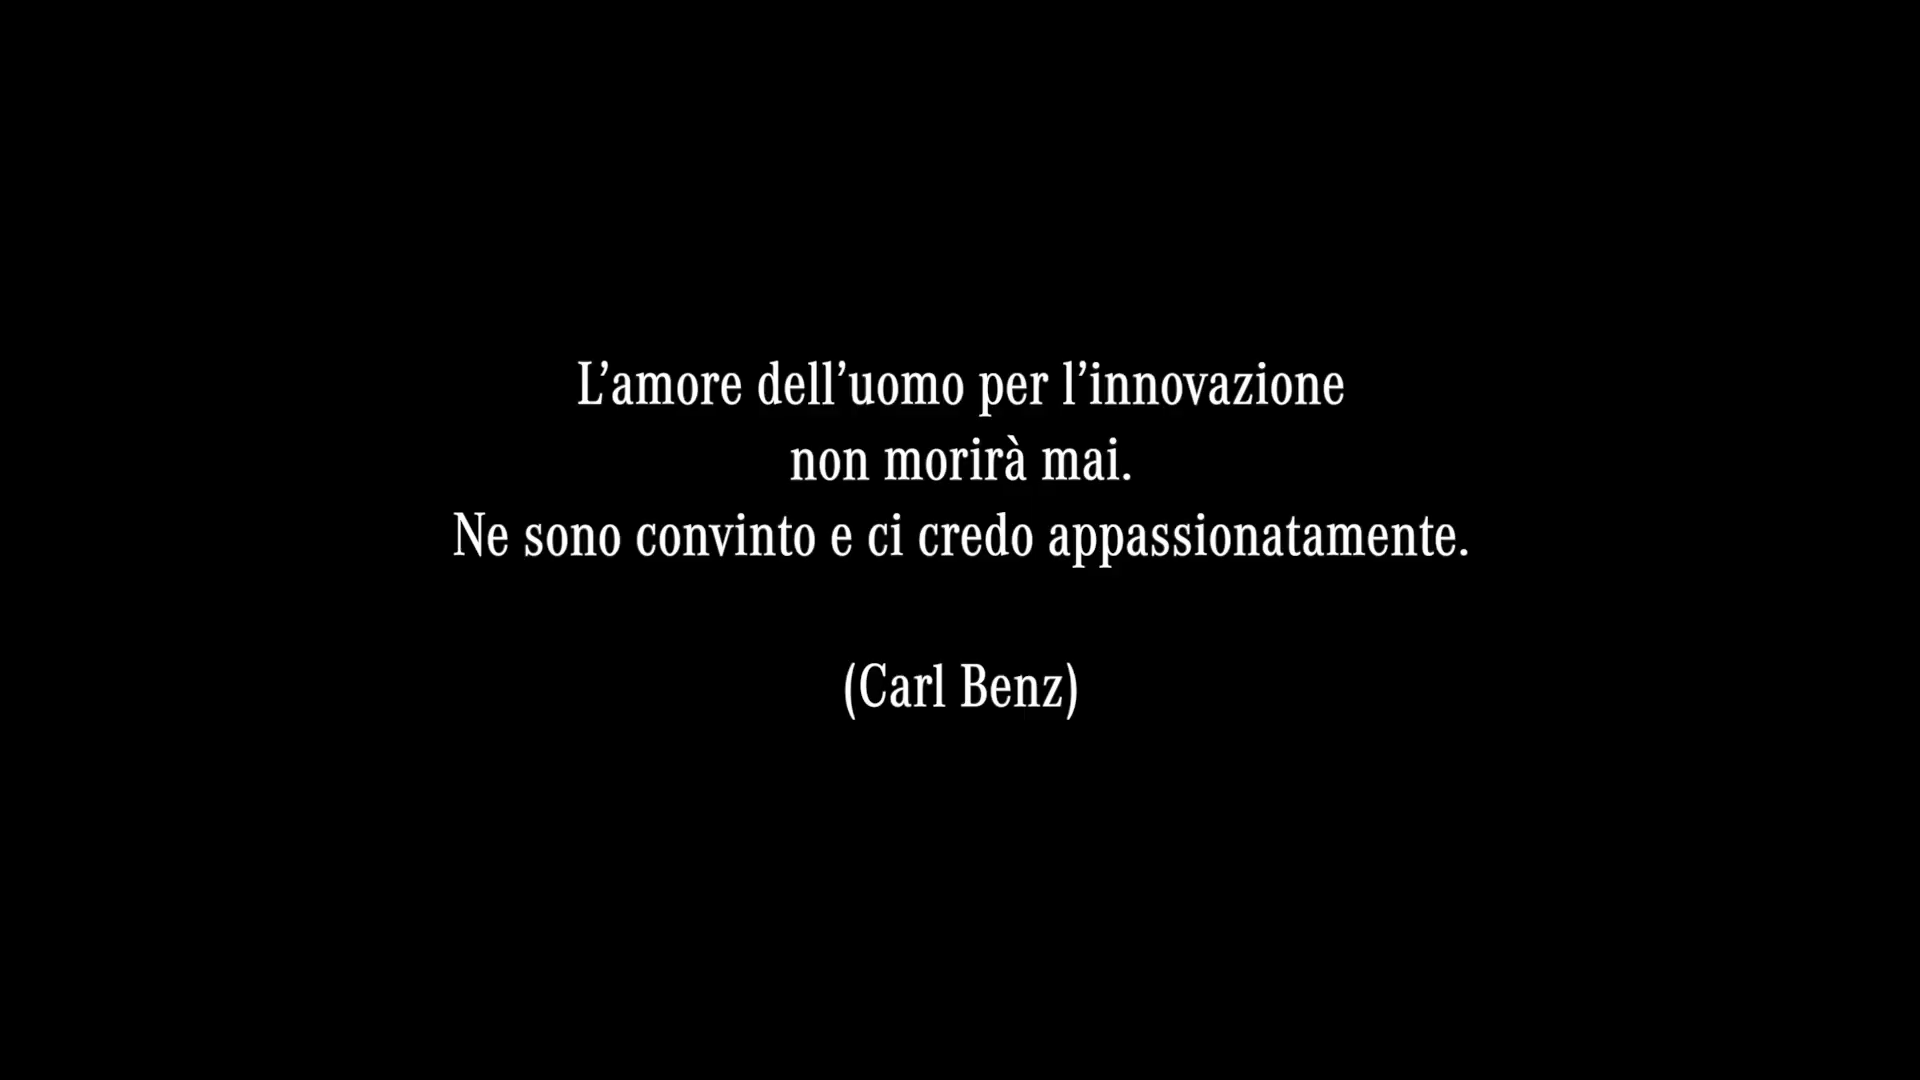 L’amore dell’uomo per l’innovazione
non morirà mai.
Ne sono convinto e ci credo appassionatamente.
(Carl Benz)